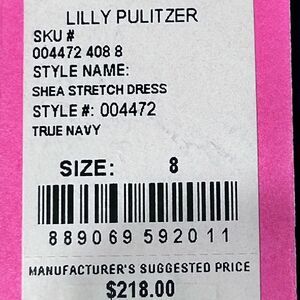 LILLY PULITZER
SKU #
004472 408 8
STYLE NAME:
SHEA STRETCH DRESS
STYLE #: 004472
TRUE NAVY
SIZE: 8
889069 592011
MANUFACTURER'S SUGGESTED PRICE
$218.00